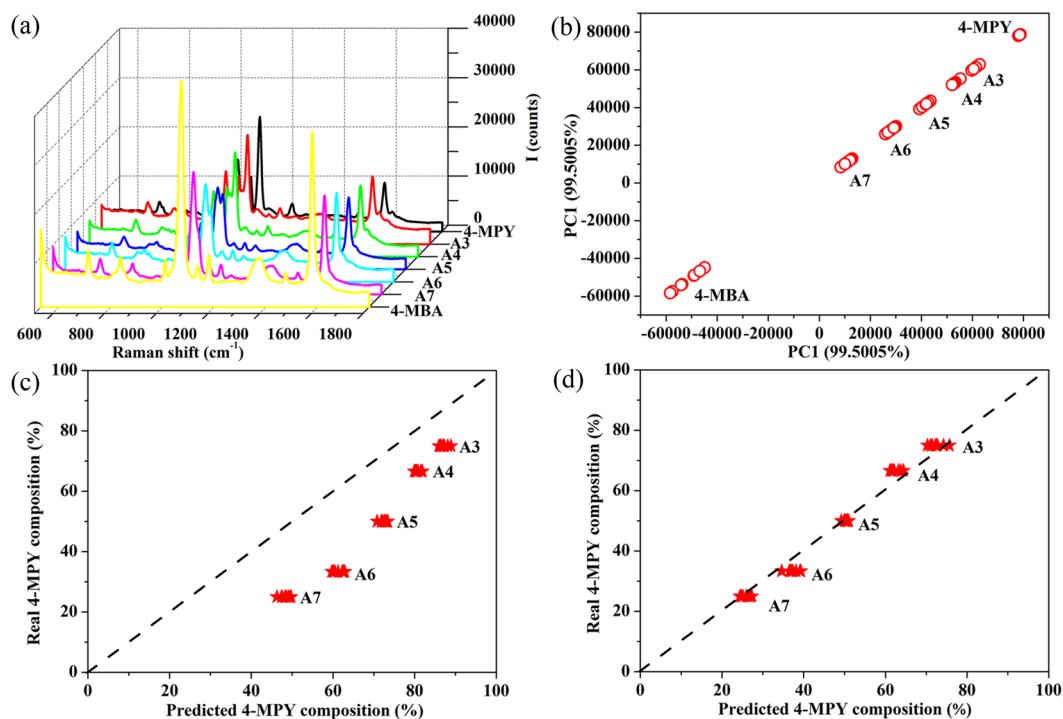 (a)
40000
30000
20000
10000
0
I (counts)
4-MPY
A3
A4
A5
A6
A7
4-MBA
600 800 1000 1200 1400 1600 1800
Raman shift (cm-1)
(b)
80000
60000
40000
20000
0
-20000
-40000
-60000
PC1 (99.5005%)
4-MPY
A3
A4
A5
A6
A7
4-MBA
-60000 -40000 -20000 0 20000 40000 60000 80000
PC1 (99.5005%)
(c)
100
80
60
40
20
0
Real 4-MPY composition (%)
A3
A4
A5
A6
A7
0 20 40 60 80 100
Predicted 4-MPY composition (%)
(d)
100
80
60
40
20
0
Real 4-MPY composition (%)
A3
A4
A5
A6
A7
0 20 40 60 80 100
Predicted 4-MPY composition (%)